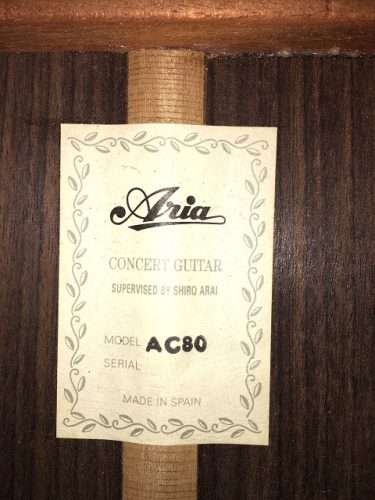 Aria
CONCERT GUITAR
SUPERVISED BY SHIRO ARAI
MODEL AC80
SERIAL
MADE IN SPAIN